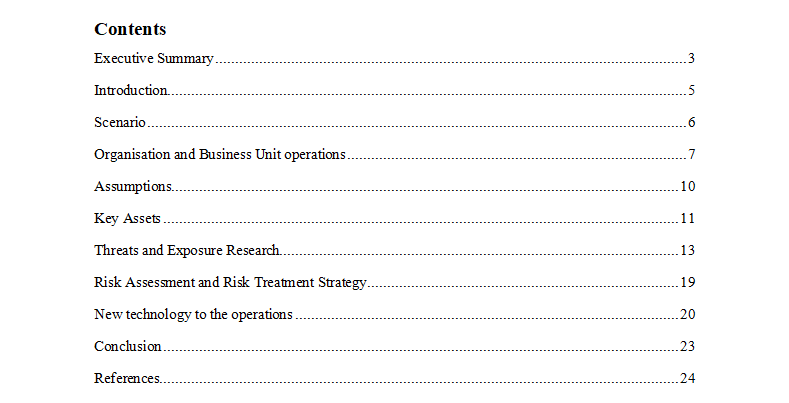 Contents
Executive Summary 3
Introduction 5
Scenario 6
Organisation and Business Unit operations 7
Assumptions 10
Key Assets 11
Threats and Exposure Research 13
Risk Assessment and Risk Treatment Strategy 19
New technology to the operations 20
Conclusion 23
References 24